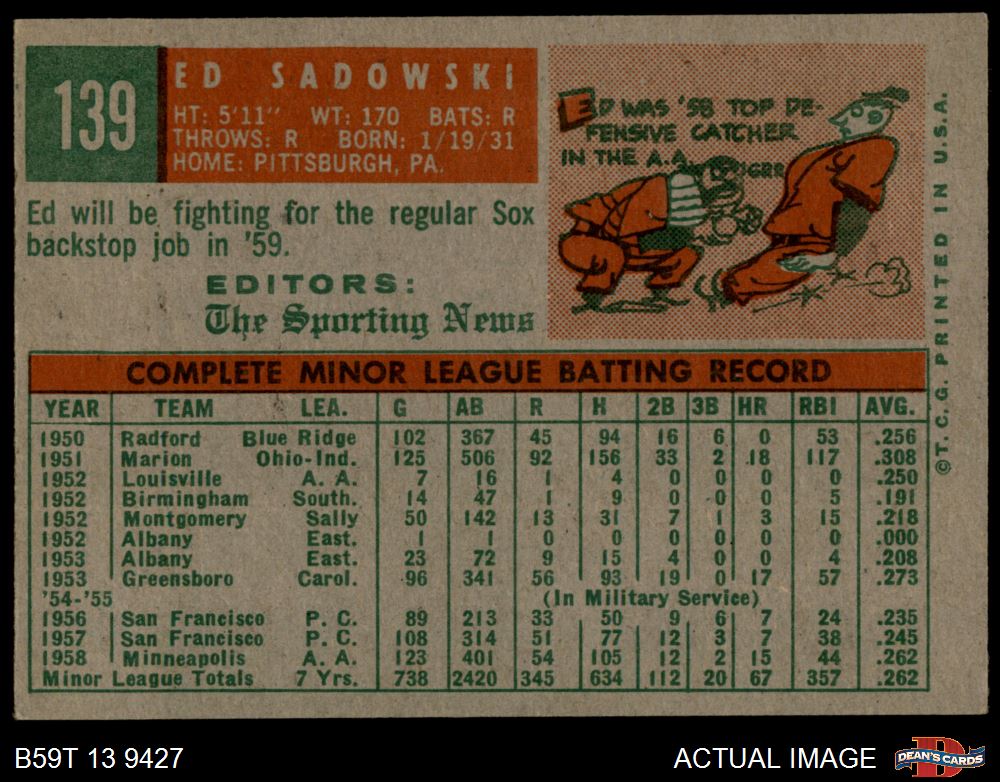 139
ED SADOWSKI
HT: 5'11" WT: 170 BATS: R
THROWS: R BORN: 1/19/31
HOME: PITTSBURGH, PA.
ED WAS '58 TOP DE-
FENSIVE CATCHER
IN THE A.A.
GRR
Ed will be fighting for the regular Sox
backstop job in '59.
EDITORS:
The Sporting News
©T. C. G. PRINTED IN U.S.A.
COMPLETE MINOR LEAGUE BATTING RECORD
YEAR TEAM LEA. G AB R H 2B 3B HR RBI AVG.
1950 Radford Blue Ridge 102 367 45 94 16 6 0 53 .256
1951 Marion Ohio-Ind. 125 506 92 156 33 2 18 117 .308
1952 Louisville A. A. 7 16 1 4 0 0 0 0 .250
1952 Birmingham South. 14 47 1 9 0 0 0 5 .191
1952 Montgomery Sally 50 142 13 31 7 1 3 15 .218
1952 Albany East. 1 1 0 0 0 0 0 0 .000
1953 Albany East. 23 72 9 15 4 0 0 4 .208
1953 Greensboro Carol. 96 341 56 93 19 0 17 57 .273
'54-'55 (In Military Service)
1956 San Francisco P. C. 89 213 33 50 9 6 7 24 .235
1957 San Francisco P. C. 108 314 51 77 12 3 7 38 .245
1958 Minneapolis A. A. 123 401 54 105 12 2 15 44 .262
Minor League Totals 7 Yrs. 738 2420 345 634 112 20 67 357 .262
B59T 13 9427
ACTUAL IMAGE
D
DEAN'S CARDS